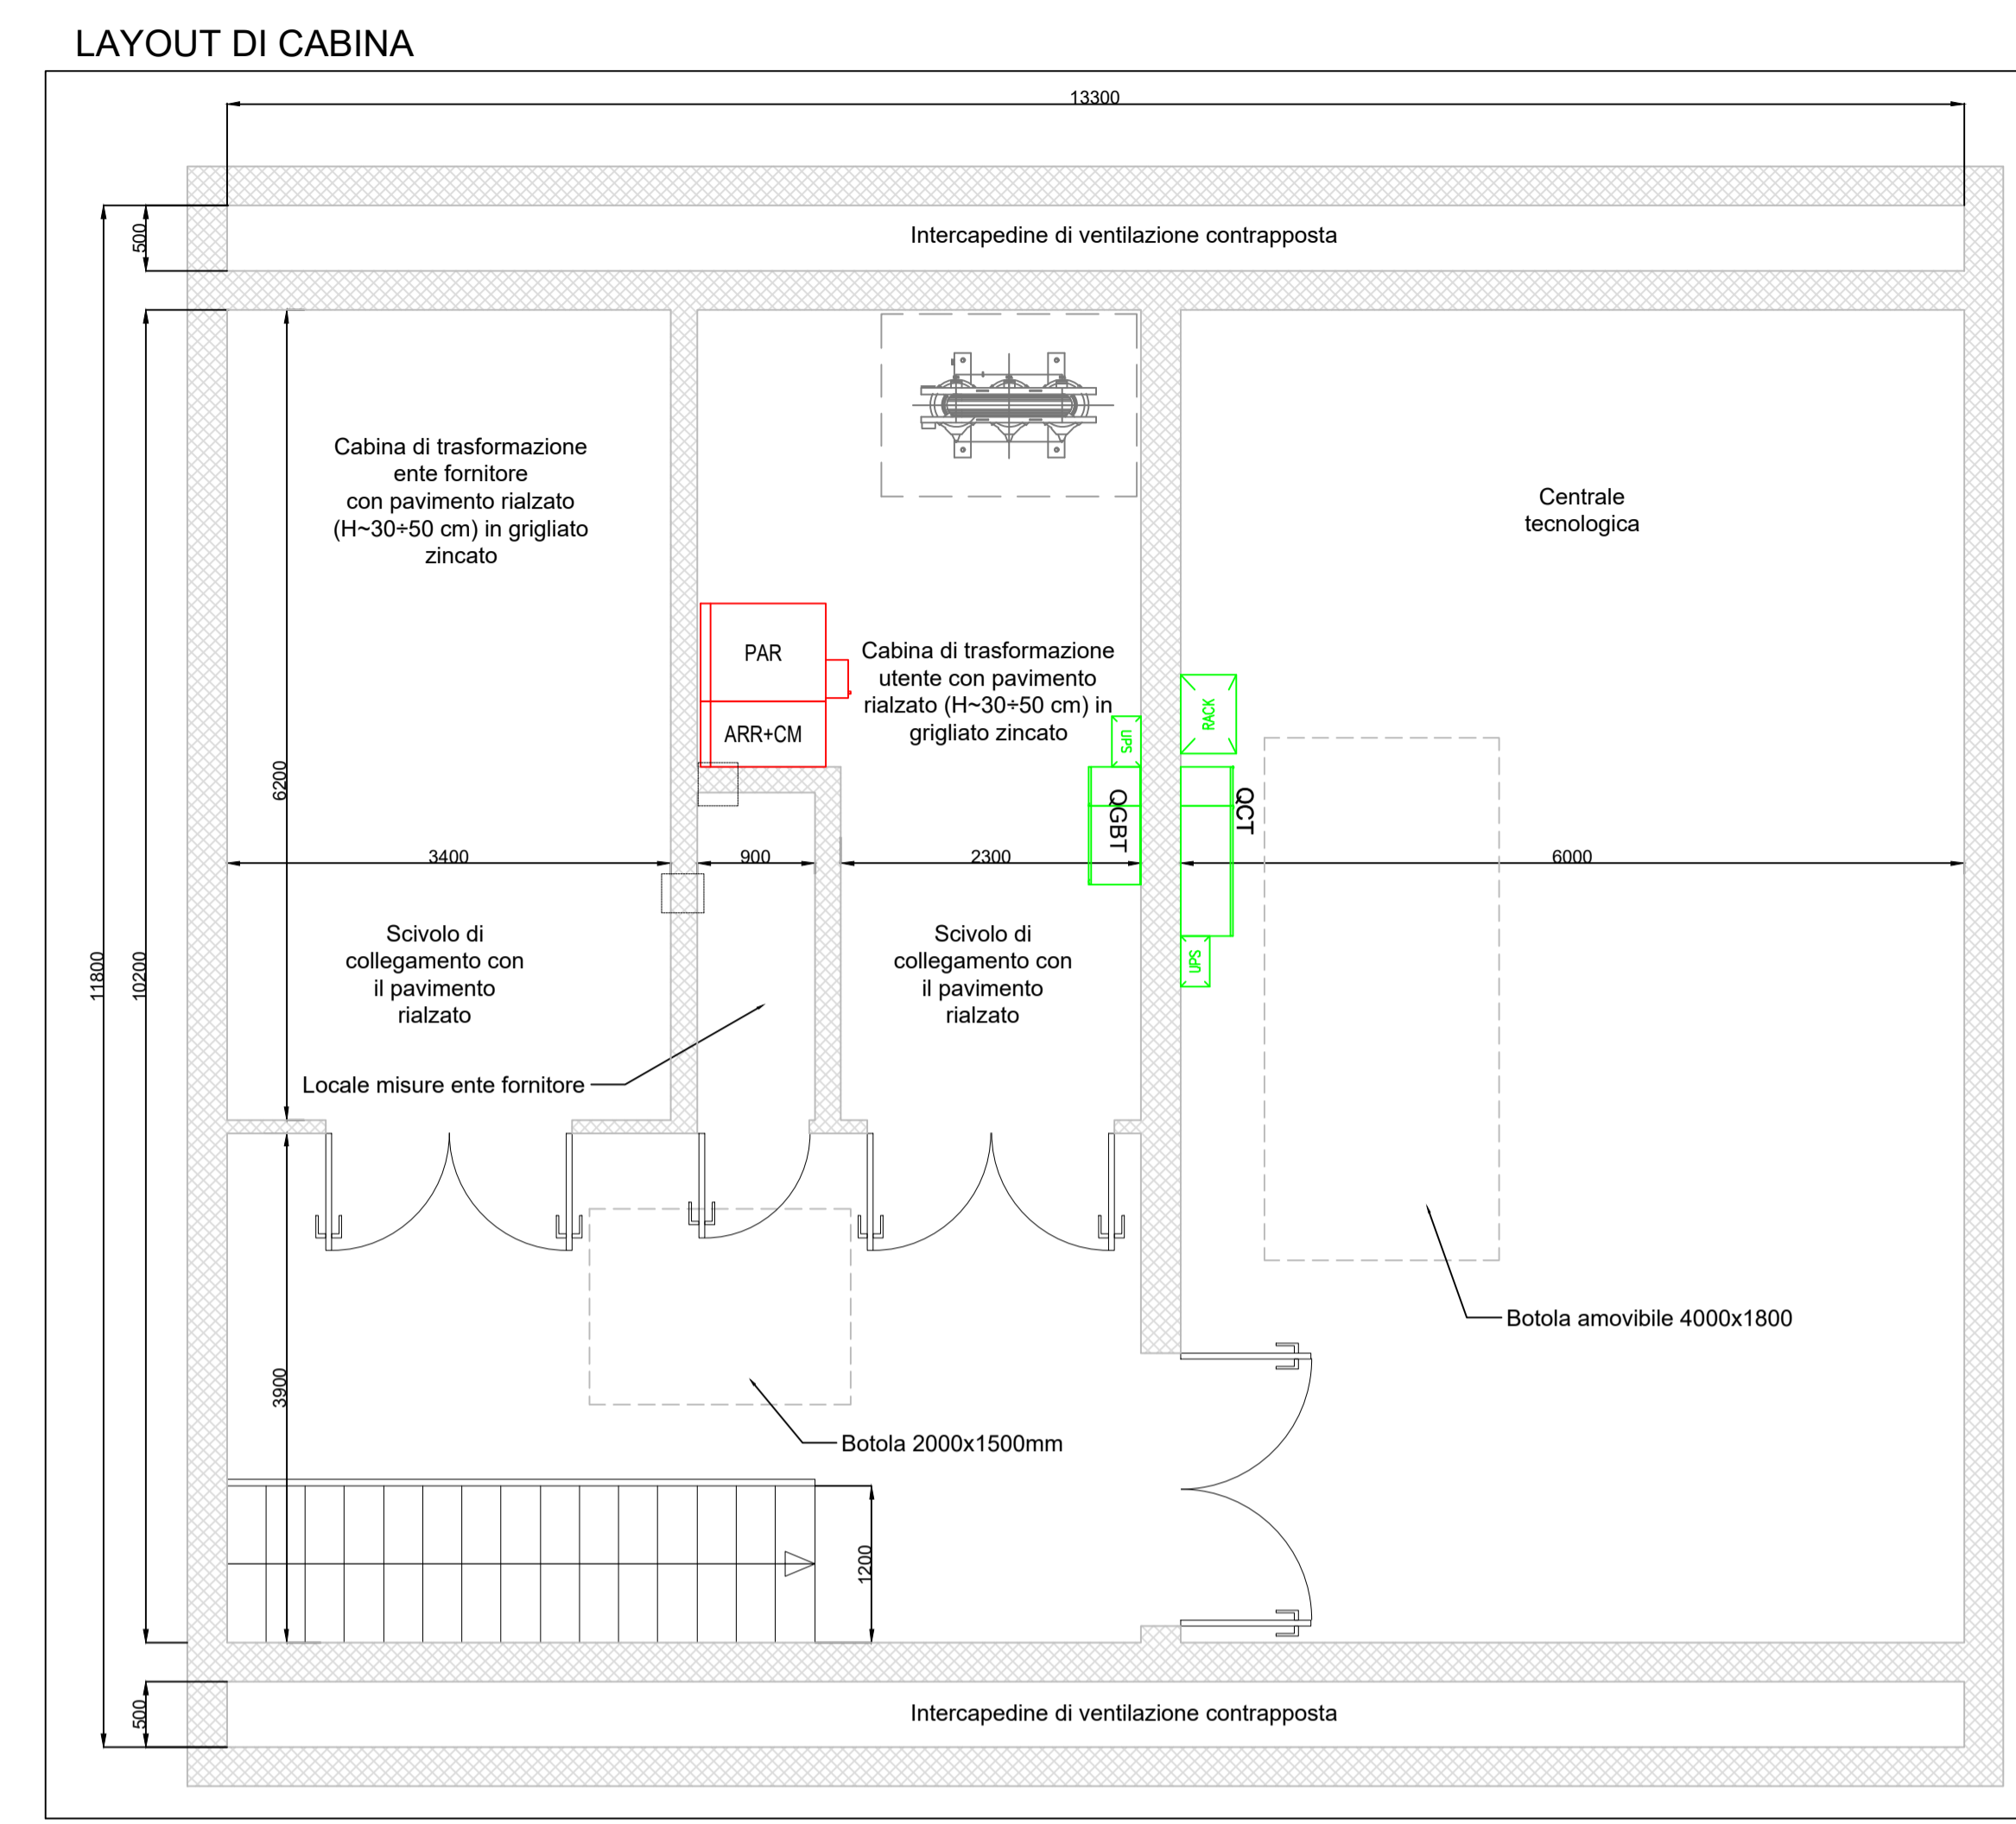 LAYOUT DI CABINA
13300
500
Intercapedine di ventilazione contrapposta
Cabina di trasformazione
ente fornitore
con pavimento rialzato
(H~30÷50 cm) in grigliato
zincato
Centrale
tecnologica
PAR
ARR+CM
Cabina di trasformazione
utente con pavimento
rialzato (H~30÷50 cm) in
grigliato zincato
UPS
RACK
QGBT
QCT
6200
3400
900
2300
6000
11800
10200
Scivolo di
collegamento con
il pavimento
rialzato
Scivolo di
collegamento con
il pavimento
rialzato
UPS
Locale misure ente fornitore
Botola amovibile 4000x1800
3900
Botola 2000x1500mm
1200
500
Intercapedine di ventilazione contrapposta